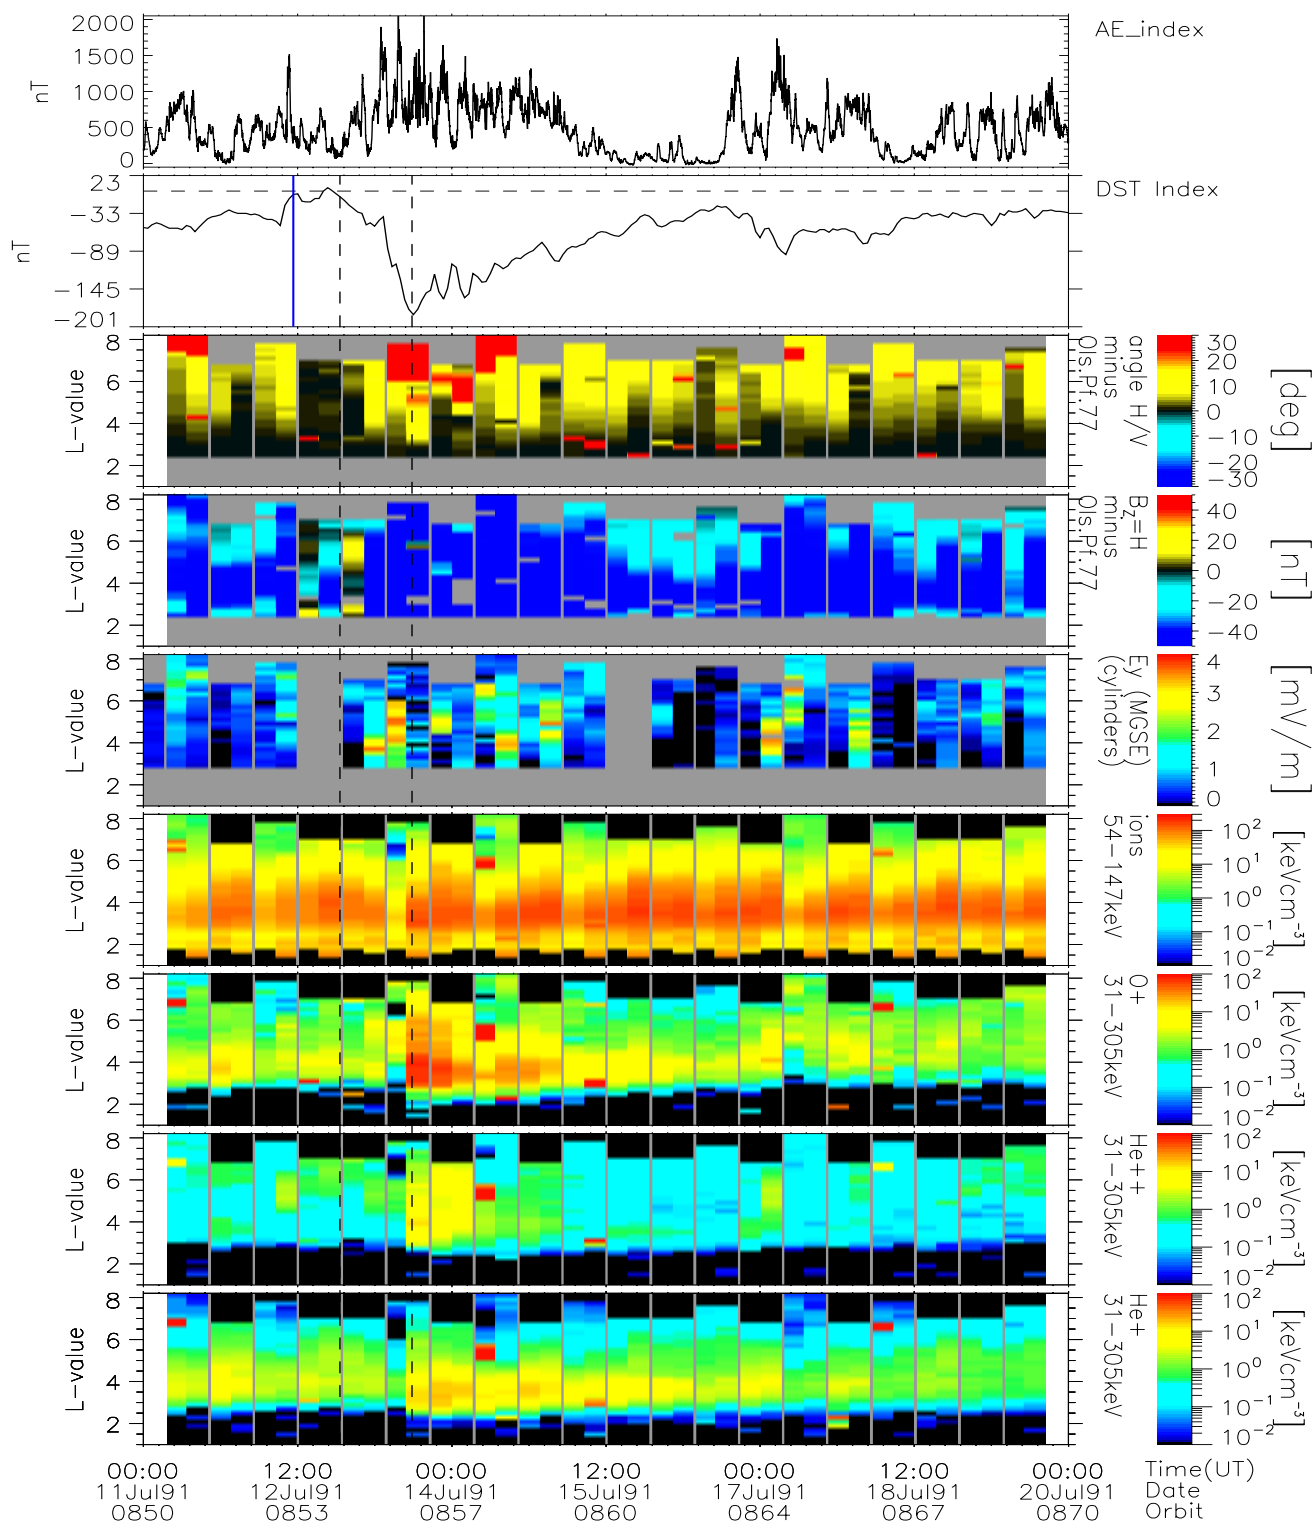 2000
1500
1000
500
0
nT
AE_index
23
-33
-89
-145
-201
nT
DST Index
8
6
4
2
L-value
angle H/V
minus
Ols.Pf.77
30
20
10
0
-10
-20
-30
[deg]
8
6
4
2
L-value
Bz=H
minus
Ols.Pf.77
40
20
0
-20
-40
[nT]
8
6
4
2
L-value
Ey (MGSE)
(cylinders)
4
3
2
1
0
[mV/m]
8
6
4
2
L-value
ions
54-147keV
10^2
10^1
10^0
10^-1
10^-2
[keVcm^-3]
8
6
4
2
L-value
O+
31-305keV
10^2
10^1
10^0
10^-1
10^-2
[keVcm^-3]
8
6
4
2
L-value
He++
31-305keV
10^2
10^1
10^0
10^-1
10^-2
[keVcm^-3]
8
6
4
2
L-value
He+
31-305keV
10^2
10^1
10^0
10^-1
10^-2
[keVcm^-3]
00:00 12:00 00:00 12:00 00:00 12:00 00:00 Time(UT)
11Jul91 12Jul91 14Jul91 15Jul91 17Jul91 18Jul91 20Jul91 Date
0850 0853 0857 0860 0864 0867 0870 Orbit